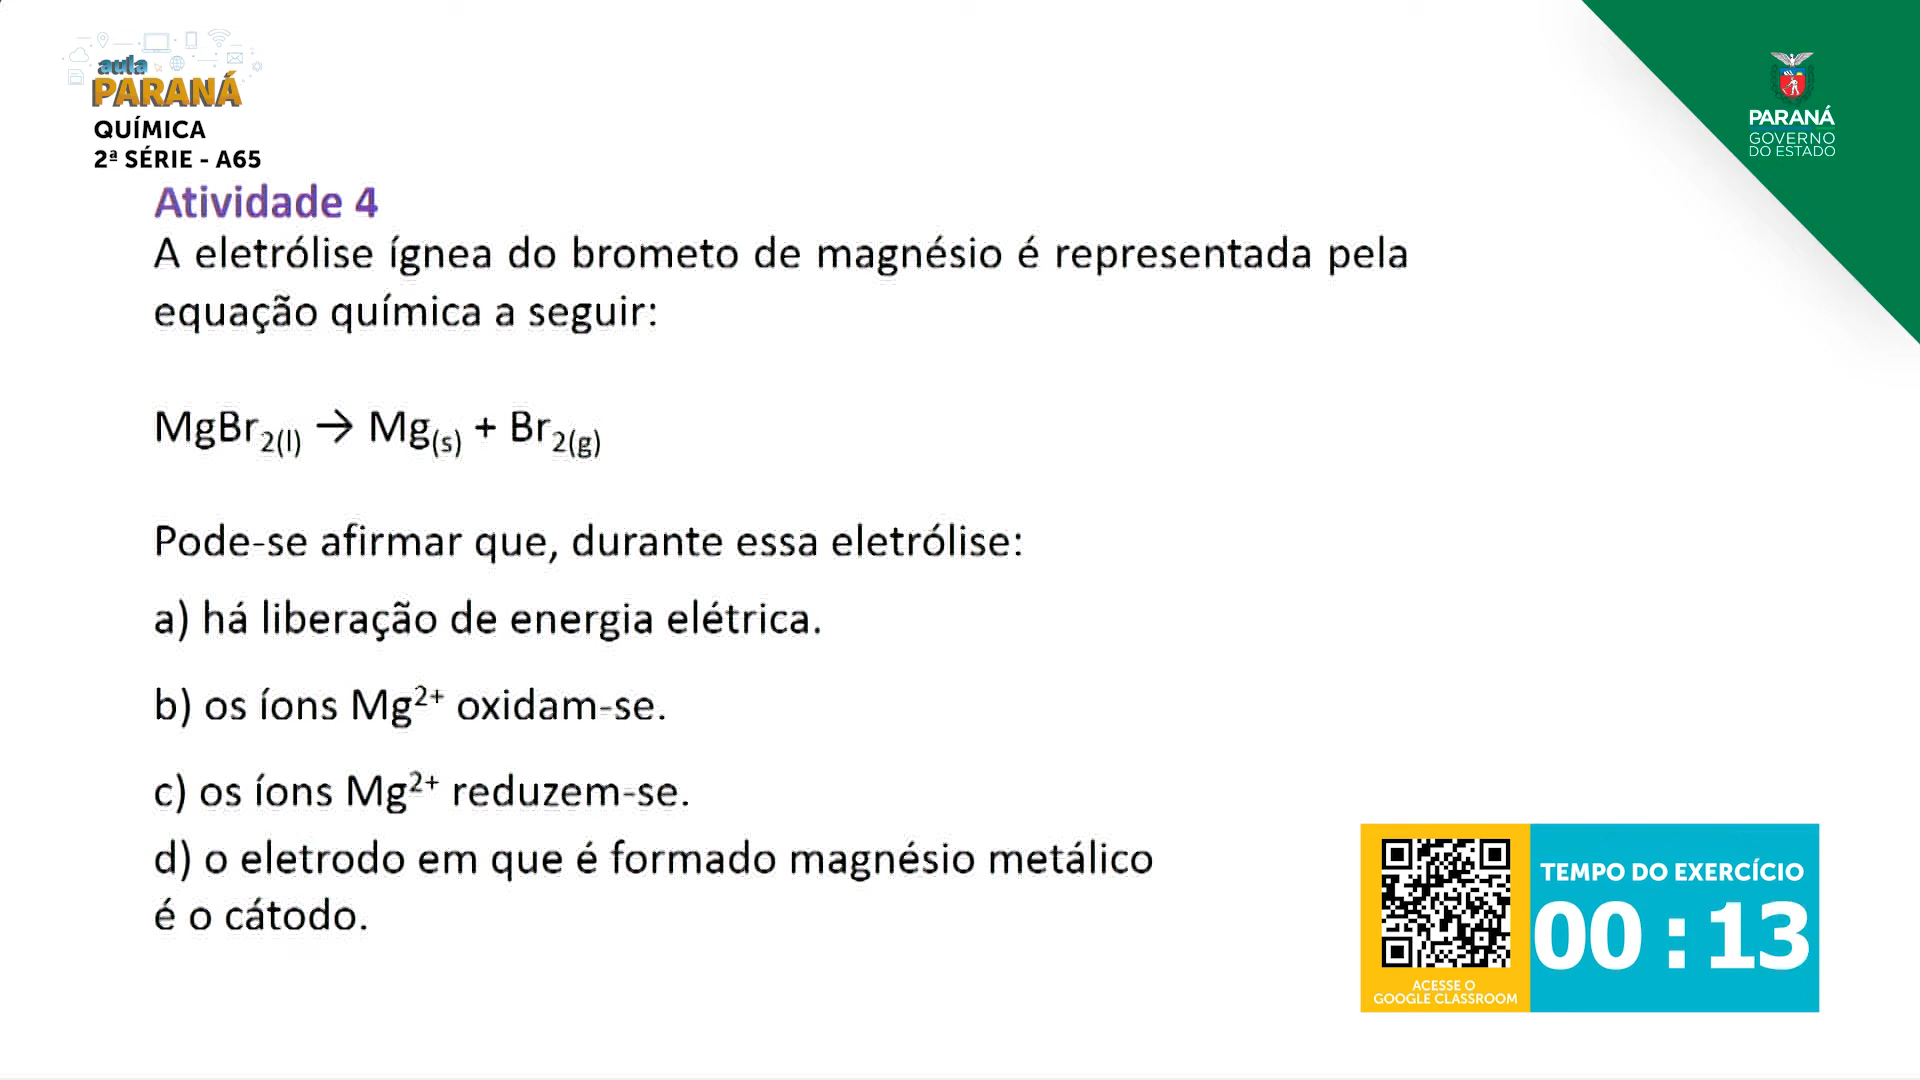 aula
PARANÁ
QUÍMICA
2ª SÉRIE - A65
PARANÁ
GOVERNO
DO ESTADO
Atividade 4
A eletrólise ígnea do brometo de magnésio é representada pela
equação química a seguir:
MgBr₂₍ₗ₎ → Mg₍ₛ₎ + Br₂(g)
Pode-se afirmar que, durante essa eletrólise:
a) há liberação de energia elétrica.
b) os íons Mg²⁺ oxidam-se.
c) os íons Mg²⁺ reduzem-se.
d) o eletrodo em que é formado magnésio metálico
é o cátodo.
TEMPO DO EXERCÍCIO
00 : 13
ACESSE O
GOOGLE CLASSROOM